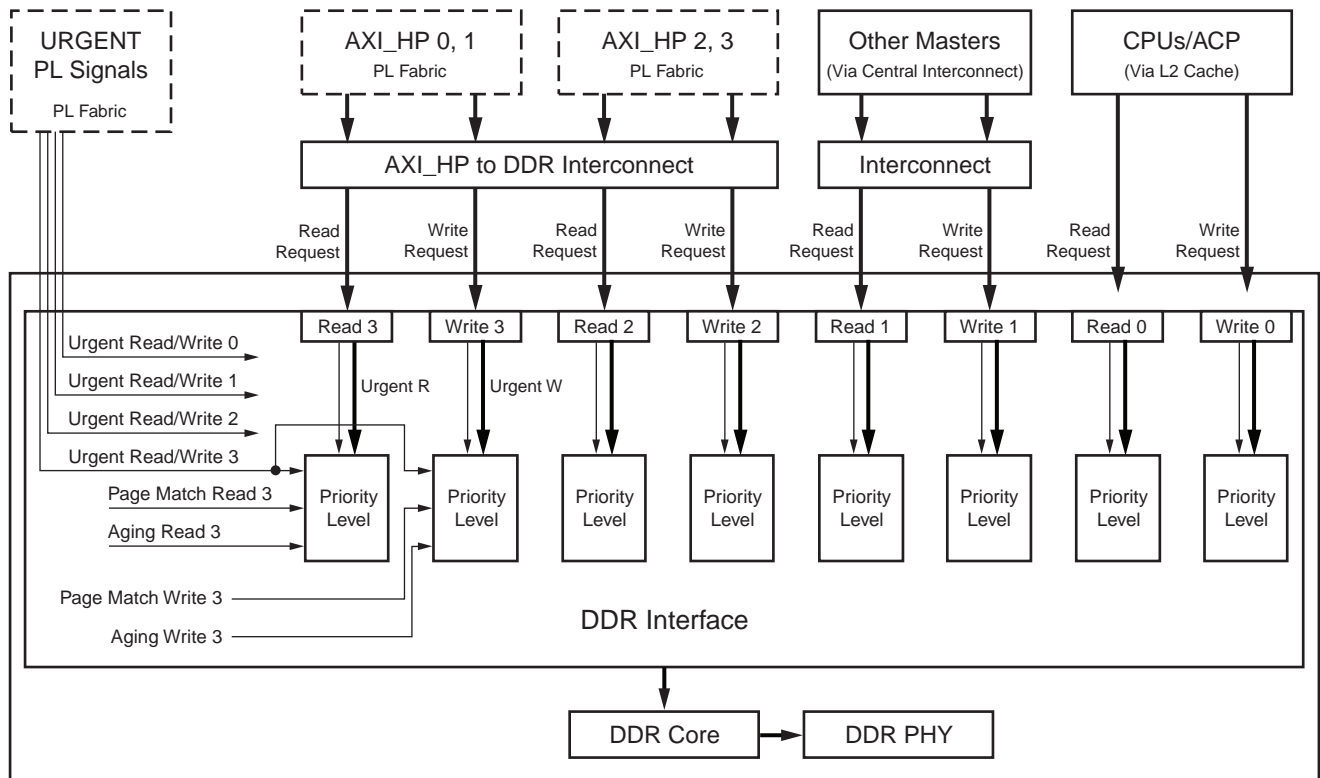 URGENT
PL Signals
PL Fabric
AXI_HP 0, 1
PL Fabric
AXI_HP 2, 3
PL Fabric
Other Masters
(Via Central Interconnect)
CPUs/ACP
(Via L2 Cache)
AXI_HP to DDR Interconnect
Interconnect
Read
Request
Write
Request
Read
Request
Write
Request
Read
Request
Write
Request
Read
Request
Write
Request
Read 3
Write 3
Read 2
Write 2
Read 1
Write 1
Read 0
Write 0
Urgent Read/Write 0
Urgent Read/Write 1
Urgent Read/Write 2
Urgent Read/Write 3
Urgent R
Urgent W
Page Match Read 3
Aging Read 3
Priority
Level
Priority
Level
Priority
Level
Priority
Level
Priority
Level
Priority
Level
Priority
Level
Priority
Level
Page Match Write 3
Aging Write 3
DDR Interface
DDR Core
DDR PHY